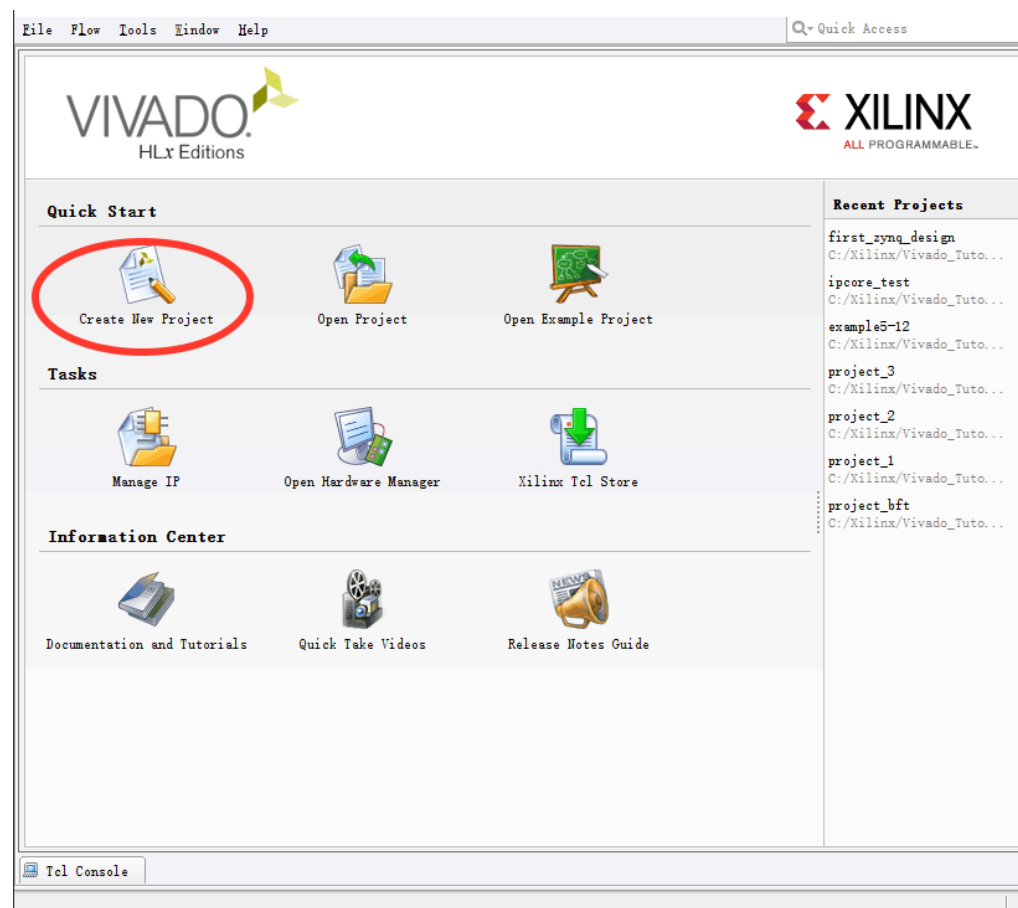 File Flow Tools Window Help
Quick Access
VIVADO.
HLx Editions
XILINX
ALL PROGRAMMABLE™
Quick Start
Create New Project
Open Project
Open Example Project
Tasks
Manage IP
Open Hardware Manager
Xilinx Tcl Store
Information Center
NEWS
Documentation and Tutorials
Quick Take Videos
Release Notes Guide
Recent Projects
first_zynq_design
C:/Xilinx/Vivado_Tuto...
ipcore_test
C:/Xilinx/Vivado_Tuto...
example5-12
C:/Xilinx/Vivado_Tuto...
project_3
C:/Xilinx/Vivado_Tuto...
project_2
C:/Xilinx/Vivado_Tuto...
project_1
C:/Xilinx/Vivado_Tuto...
project_bft
C:/Xilinx/Vivado_Tuto...
Tcl Console